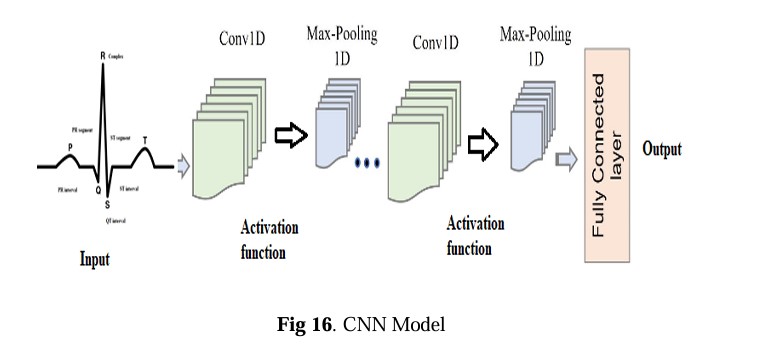 Conv1D
Max-Pooling
1D
Conv1D
Max-Pooling
1D
R Complex
PR segment
ST segment
P
T
Q
PR interval
ST interval
S
QT interval
Input
Activation
function
Activation
function
Fully Connected
layer
Output
Fig 16. CNN Model